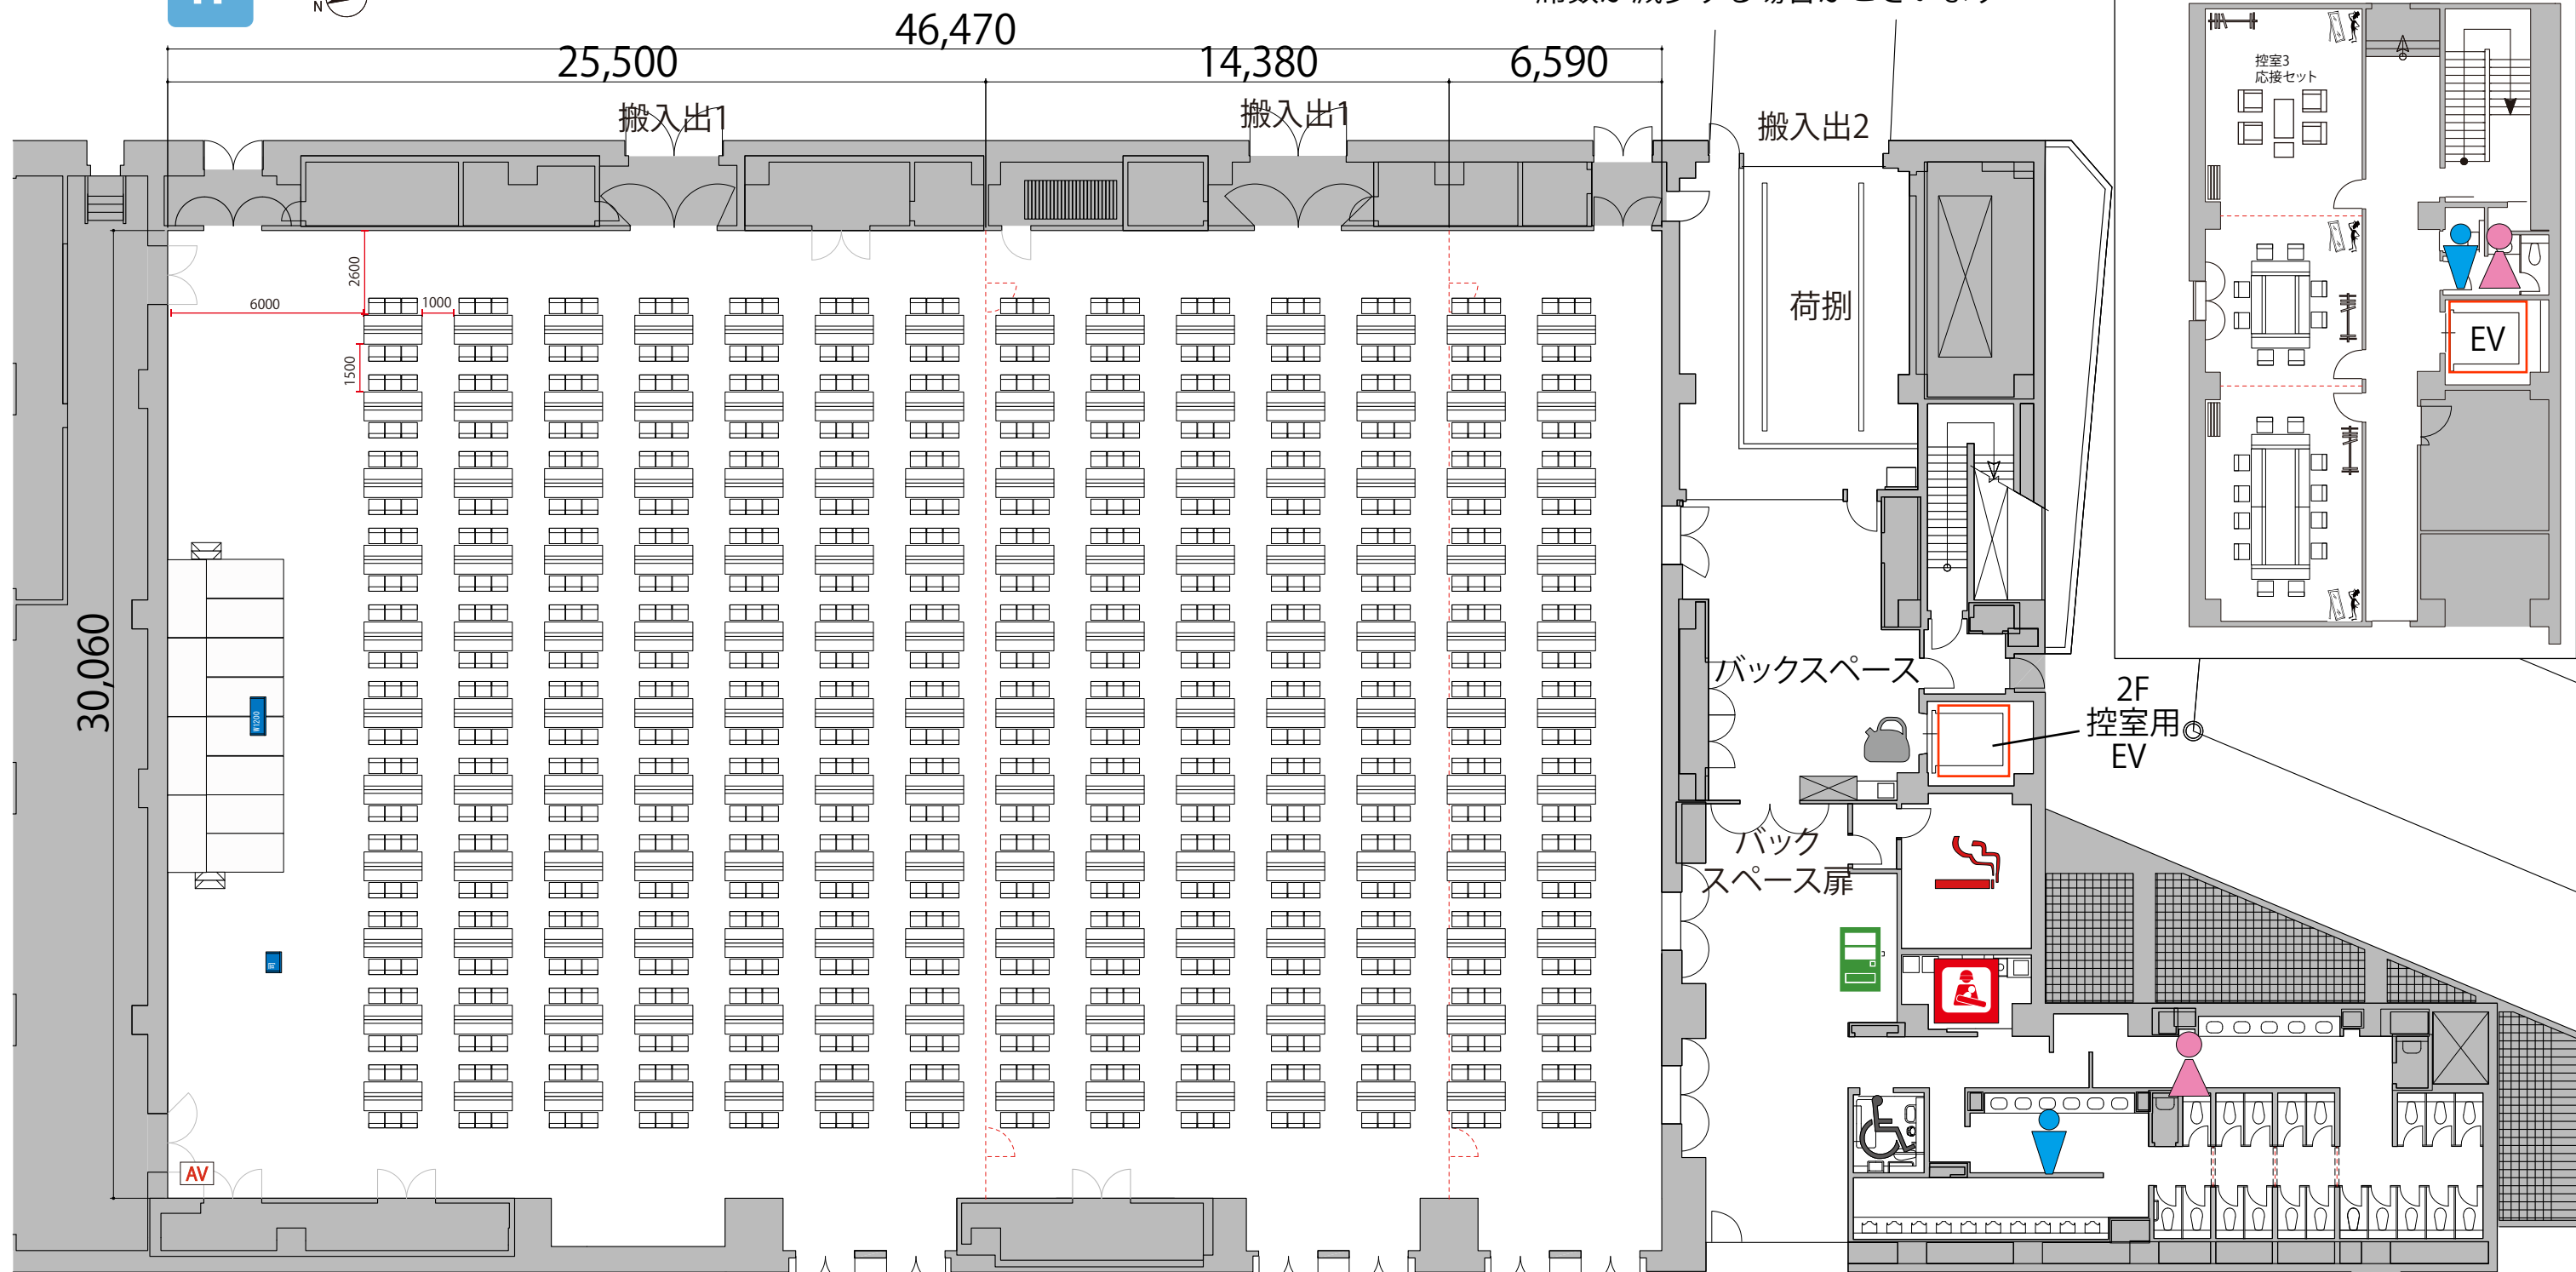 N
46,470
25,500
14,380
6,590
搬入出1
搬入出1
搬入出2
控室3
応接セット
2600
6000
1000
1500
荷捌
EV
30,060
バックスペース
2F
控室用
EV
W1200
バック
スペース扉
AV